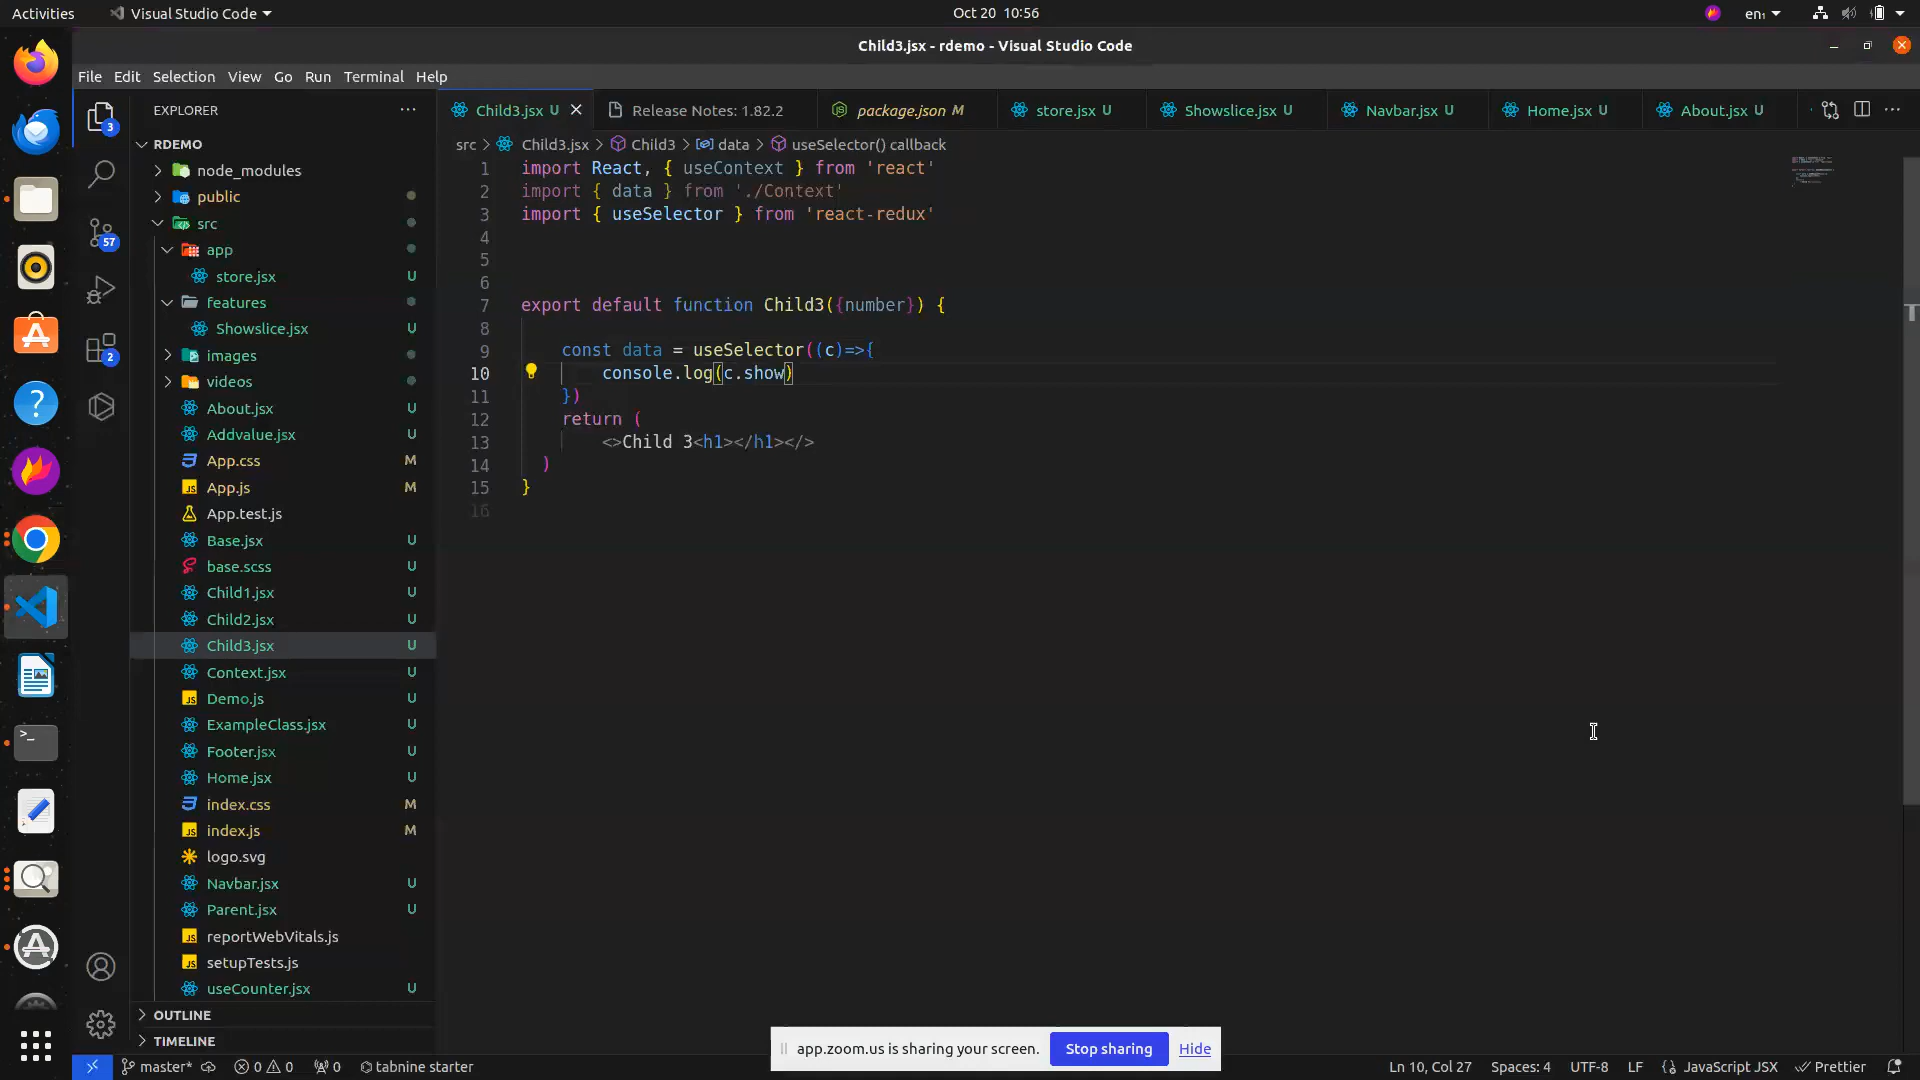 Activities Visual Studio Code Oct 20 10:56 en₁
Child3.jsx - rdemo - Visual Studio Code
File Edit Selection View Go Run Terminal Help
EXPLORER
Child3.jsx U Release Notes: 1.82.2 package.json M store.jsx U Showslice.jsx U Navbar.jsx U Home.jsx U About.jsx U
src > Child3.jsx > Child3 > data > useSelector() callback
3
57
2
RDEMO
node_modules
public
src
app
store.jsx U
features
Showslice.jsx U
images
videos
About.jsx U
Addvalue.jsx U
App.css M
App.js M
App.test.js
Base.jsx U
base.scss U
Child1.jsx U
Child2.jsx U
Child3.jsx U
Context.jsx U
Demo.js U
ExampleClass.jsx U
Footer.jsx U
Home.jsx U
index.css M
index.js M
logo.svg
Navbar.jsx U
Parent.jsx U
reportWebVitals.js
setupTests.js
useCounter.jsx U
OUTLINE
TIMELINE
1 import React, { useContext } from 'react'
2 import { data } from './Context'
3 import { useSelector } from 'react-redux'
4
5
6
7 export default function Child3({number}) {
8
9 const data = useSelector((c)=>{
10 console.log(c.show)
11 })
12 return (
13 <>Child 3<h1></h1></>
14 )
15 }
16
app.zoom.us is sharing your screen. Stop sharing Hide
master* 0 0 0 tabnine starter Ln 10, Col 27 Spaces: 4 UTF-8 LF {} JavaScript JSX Prettier